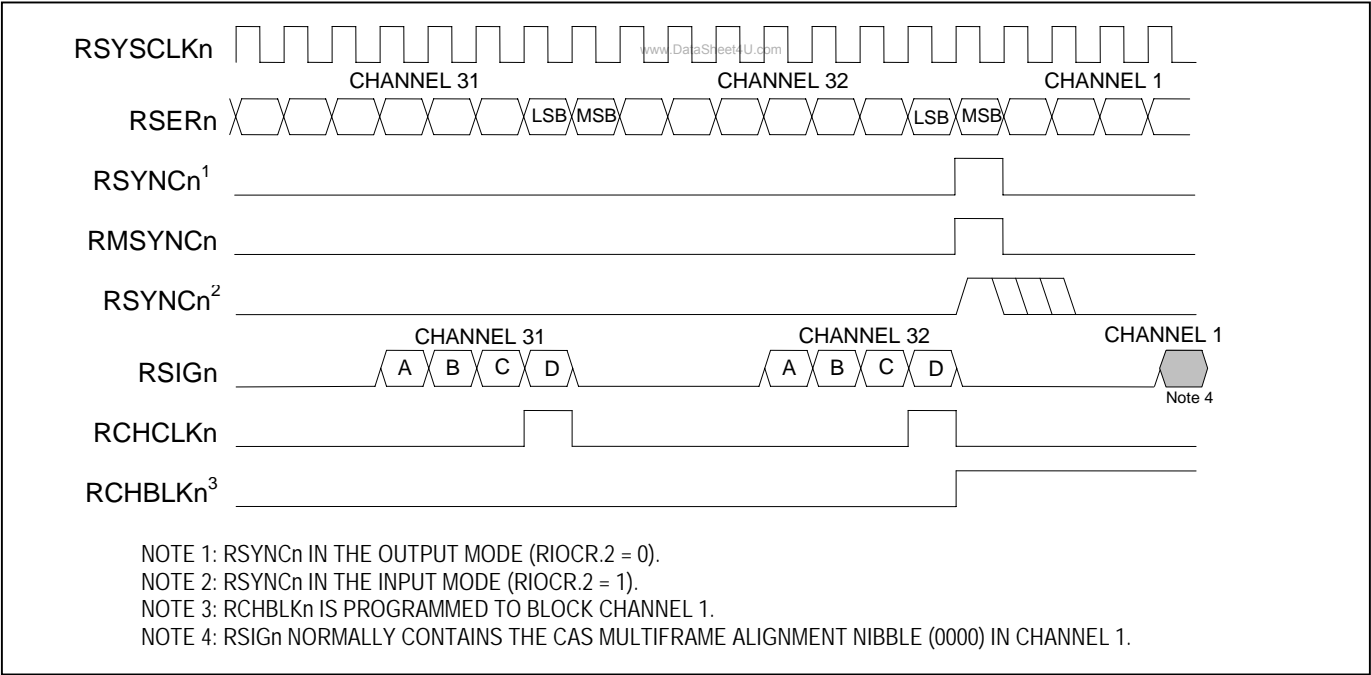 www.DataSheet4U.com
RSYSCLKn
CHANNEL 31 CHANNEL 32 CHANNEL 1
RSERn LSB MSB LSB MSB
RSYNCn¹
RMSYNCn
RSYNCn²
CHANNEL 31 CHANNEL 32 CHANNEL 1
RSIGn A B C D A B C D
Note 4
RCHCLKn
RCHBLKn³
NOTE 1: RSYNCn IN THE OUTPUT MODE (RIOCR.2 = 0).
NOTE 2: RSYNCn IN THE INPUT MODE (RIOCR.2 = 1).
NOTE 3: RCHBLKn IS PROGRAMMED TO BLOCK CHANNEL 1.
NOTE 4: RSIGn NORMALLY CONTAINS THE CAS MULTIFRAME ALIGNMENT NIBBLE (0000) IN CHANNEL 1.